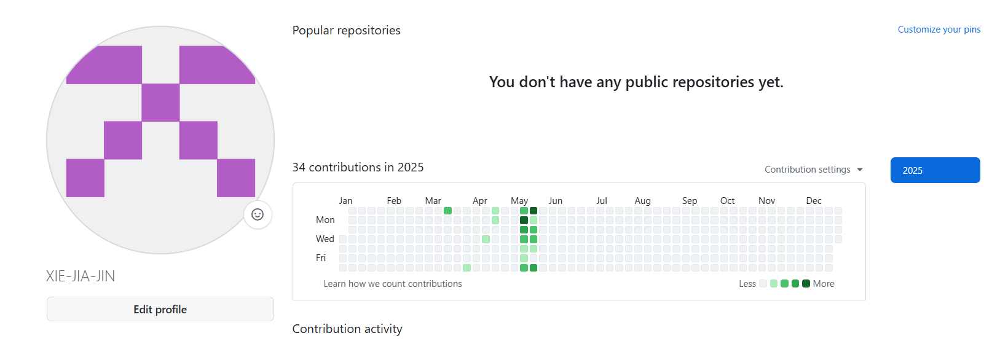 Popular repositories
Customize your pins
You don't have any public repositories yet.
34 contributions in 2025
Contribution settings
2025
Jan Feb Mar Apr May Jun Jul Aug Sep Oct Nov Dec
Mon
Wed
Fri
Learn how we count contributions
Less More
XIE-JIA-JIN
Edit profile
Contribution activity